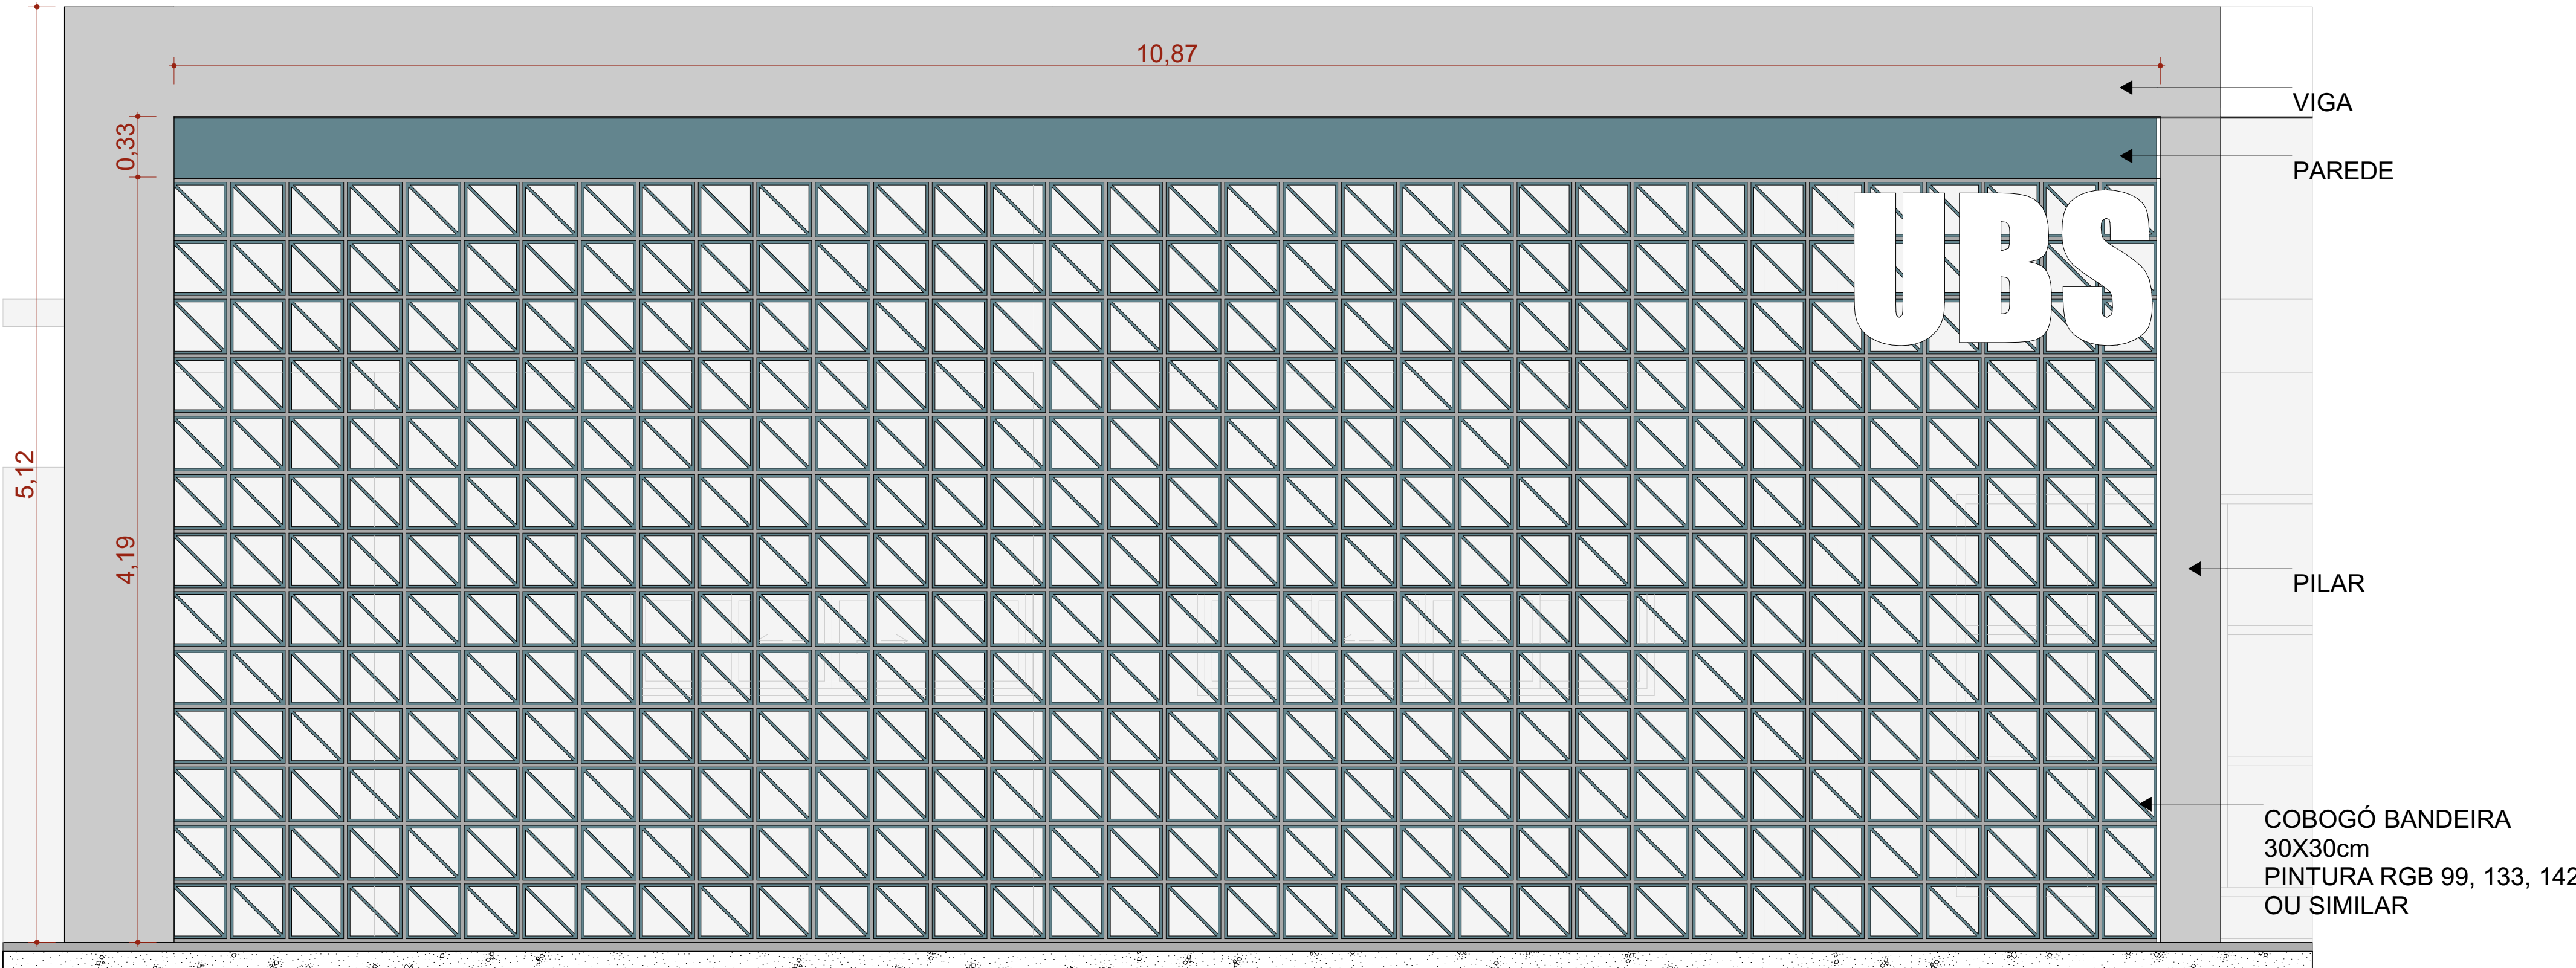 10,87
VIGA
0,33
PAREDE
UBS
5,12
4,19
PILAR
COBOGÓ BANDEIRA
30X30cm
PINTURA RGB 99, 133, 142
OU SIMILAR